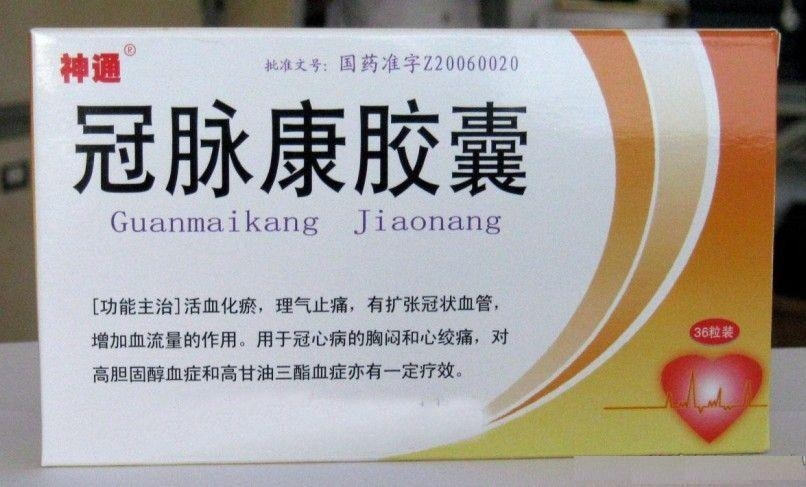 神通®
批准文号：国药准字Z20060020
冠脉康胶囊
Guanmaikang Jiaonang
[功能主治]活血化瘀，理气止痛，有扩张冠状血管，
增加血流量的作用。用于冠心病的胸闷和心绞痛，对
高胆固醇血症和高甘油三酯血症亦有一定疗效。
36粒装